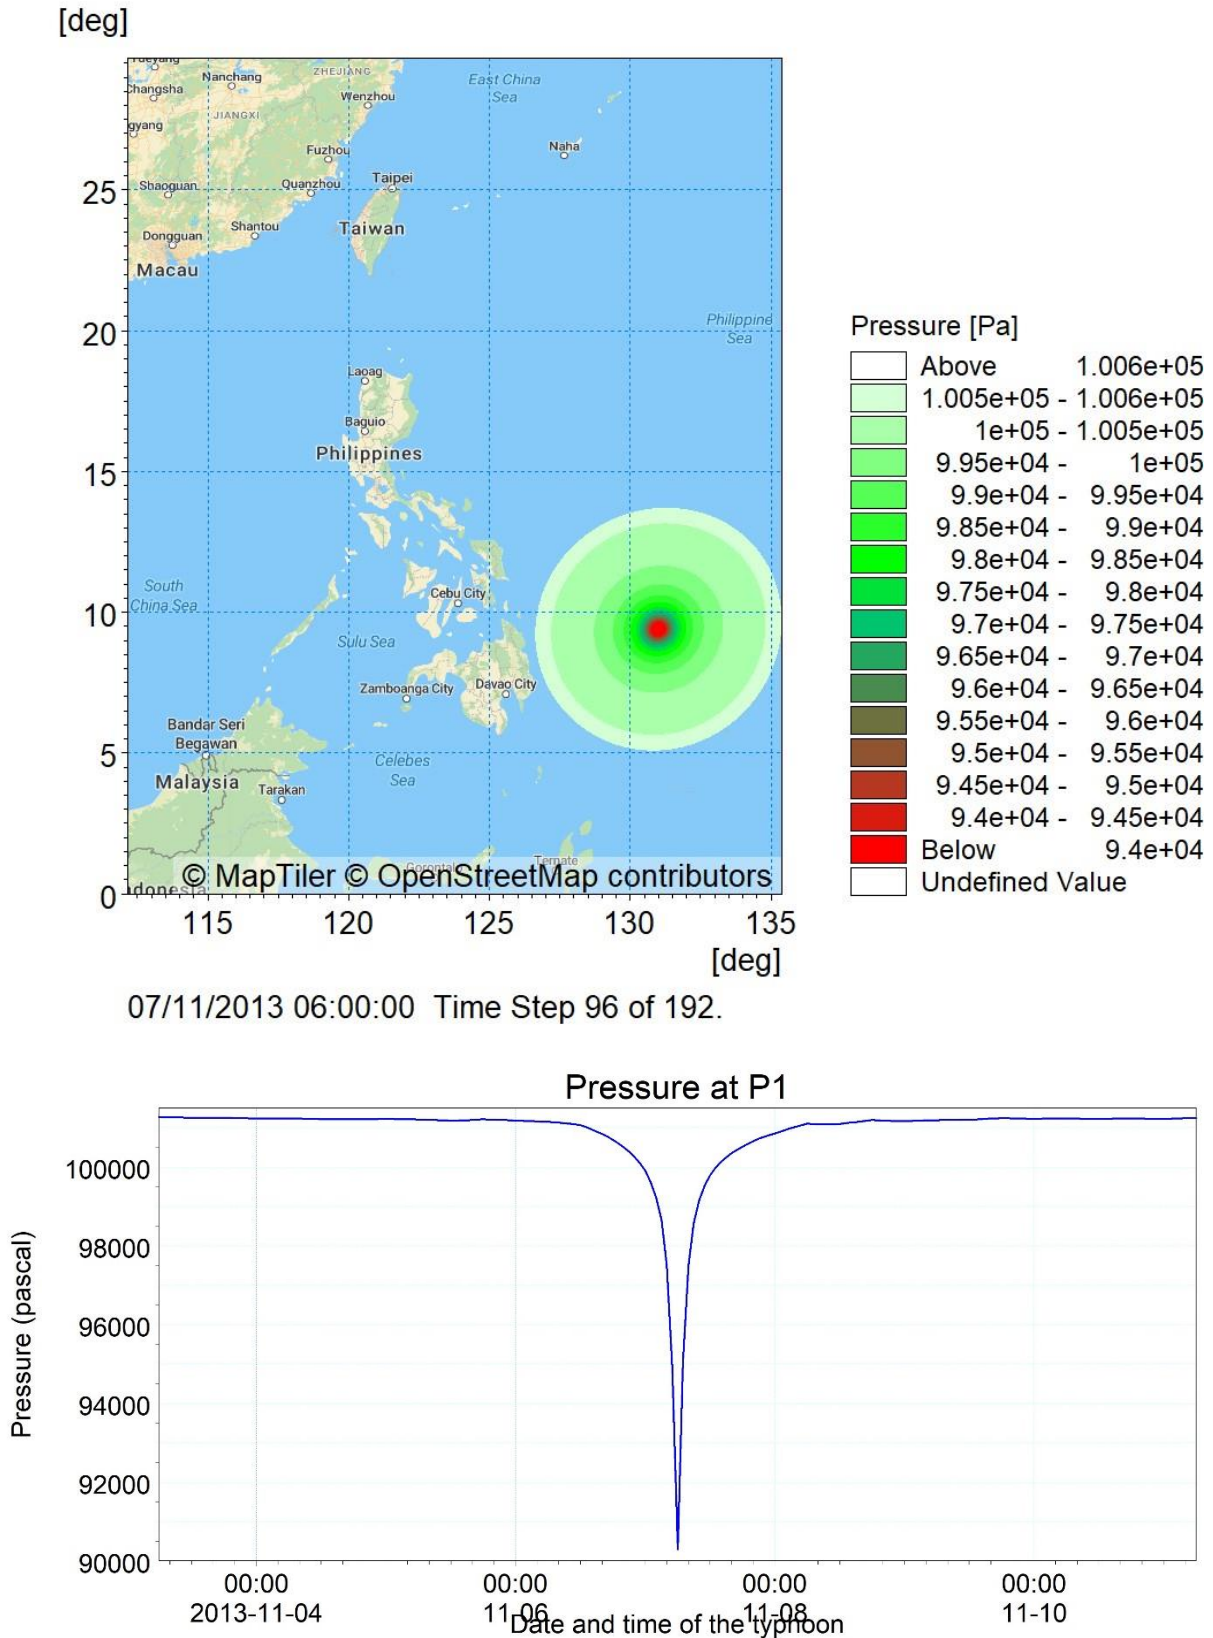 [deg]
Yueyang
Nanchang
ZHEJIANG
East China
Sea
Changsha
Wenzhou
JIANGXI
gyang
Naha
Fuzhou
Taipei
Shaoguan
Quanzhou
25
Shantou
Taiwan
Dongguan
Macau
Philippine
Sea
20
Laoag
Baguio
Philippines
15
South
China Sea
Cebu City
10
Sulu Sea
Zamboanga City
Davao City
Bandar Seri
Begawan
Celebes
Sea
5
Malaysia
Tarakan
Gorontalo
Ternate
© MapTiler © OpenStreetMap contributors
donesia
0
115 120 125 130 135
[deg]
Pressure [Pa]
Above 1.006e+05
1.005e+05 - 1.006e+05
1e+05 - 1.005e+05
9.95e+04 - 1e+05
9.9e+04 - 9.95e+04
9.85e+04 - 9.9e+04
9.8e+04 - 9.85e+04
9.75e+04 - 9.8e+04
9.7e+04 - 9.75e+04
9.65e+04 - 9.7e+04
9.6e+04 - 9.65e+04
9.55e+04 - 9.6e+04
9.5e+04 - 9.55e+04
9.45e+04 - 9.5e+04
9.4e+04 - 9.45e+04
Below 9.4e+04
Undefined Value
07/11/2013 06:00:00 Time Step 96 of 192.
Pressure at P1
Pressure (pascal)
100000
98000
96000
94000
92000
90000
00:00 00:00 00:00 00:00
2013-11-04 11-06 11-08 11-10
Date and time of the typhoon